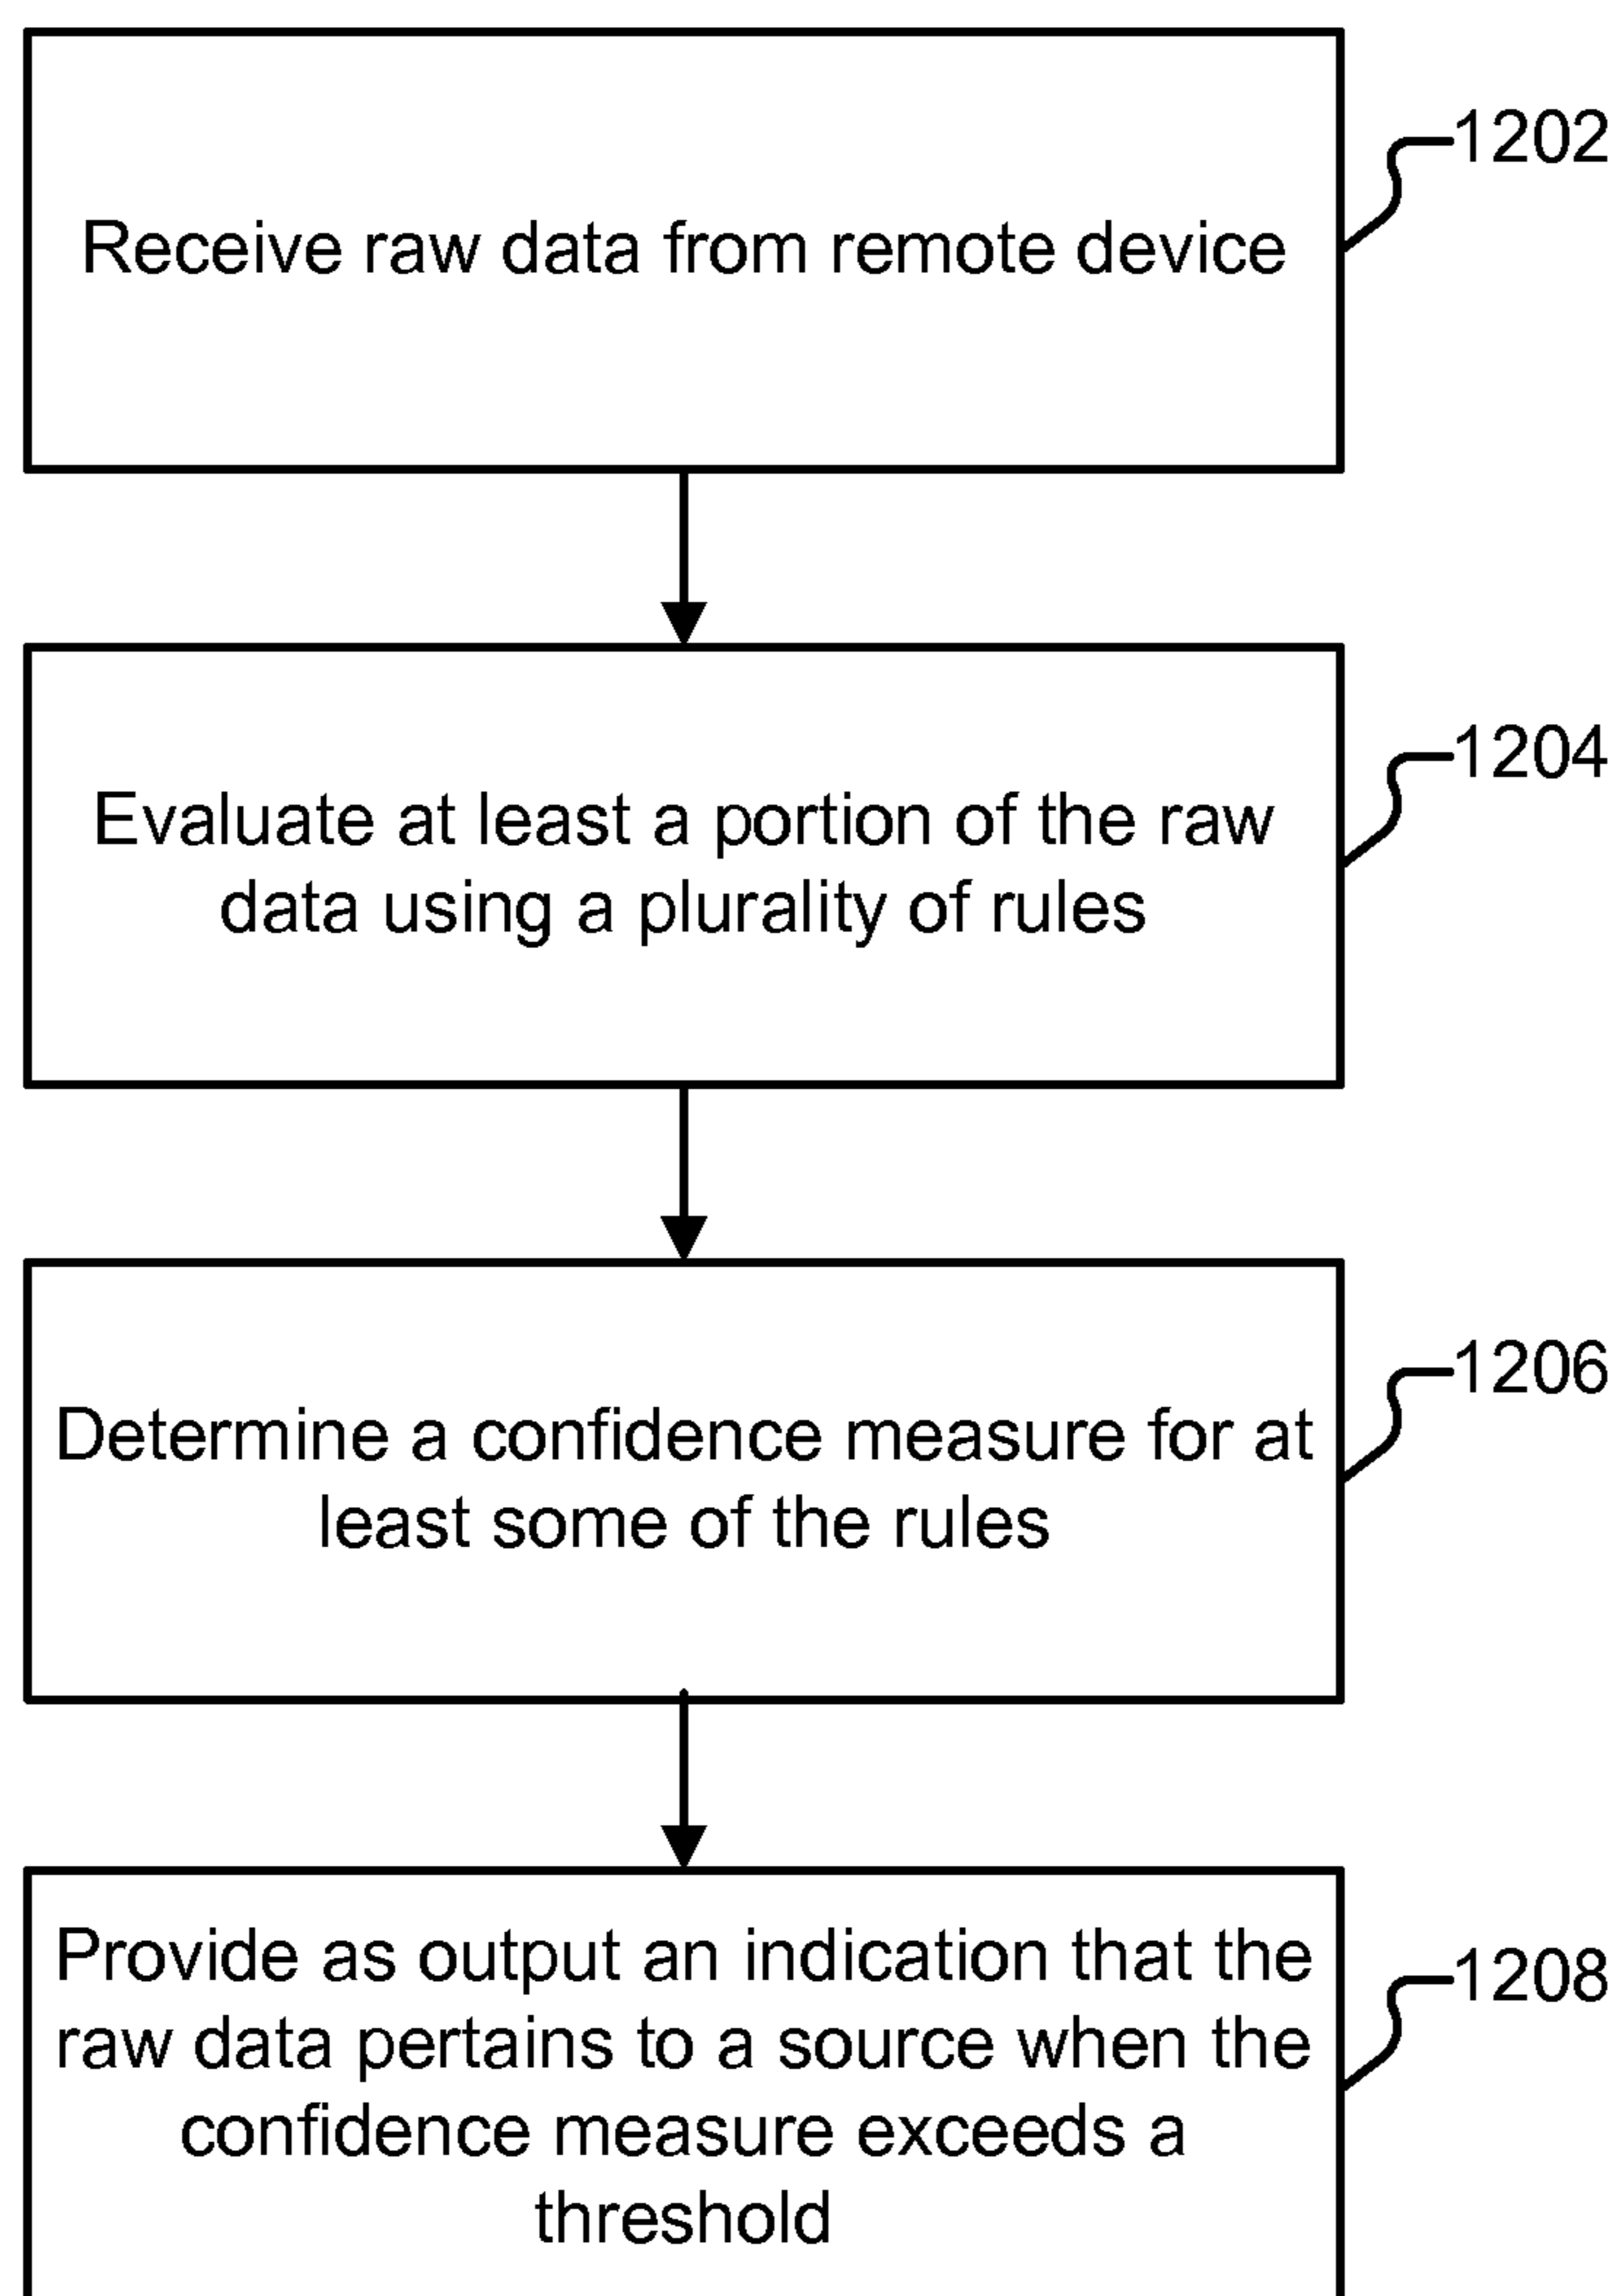 Receive raw data from remote device
1202
Evaluate at least a portion of the raw
data using a plurality of rules
1204
Determine a confidence measure for at
least some of the rules
1206
Provide as output an indication that the
raw data pertains to a source when the
confidence measure exceeds a
threshold
1208